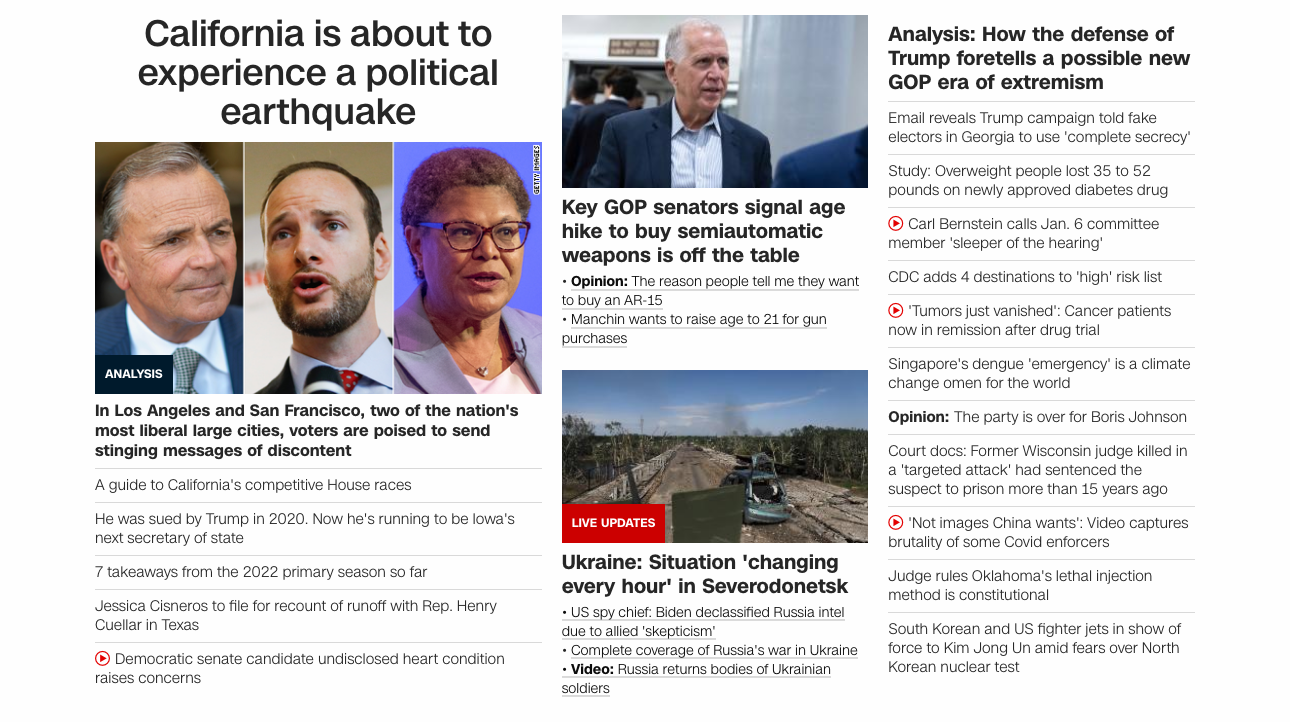 California is about to
experience a political
earthquake
GETTY IMAGES
ANALYSIS
In Los Angeles and San Francisco, two of the nation's
most liberal large cities, voters are poised to send
stinging messages of discontent
A guide to California's competitive House races
He was sued by Trump in 2020. Now he's running to be Iowa's
next secretary of state
7 takeaways from the 2022 primary season so far
Jessica Cisneros to file for recount of runoff with Rep. Henry
Cuellar in Texas
Democratic senate candidate undisclosed heart condition
raises concerns
DO NOT HOLD
SUBWAY DOORS
Key GOP senators signal age
hike to buy semiautomatic
weapons is off the table
• Opinion: The reason people tell me they want
to buy an AR-15
• Manchin wants to raise age to 21 for gun
purchases
LIVE UPDATES
Ukraine: Situation 'changing
every hour' in Severodonetsk
• US spy chief: Biden declassified Russia intel
due to allied 'skepticism'
• Complete coverage of Russia's war in Ukraine
• Video: Russia returns bodies of Ukrainian
soldiers
Analysis: How the defense of
Trump foretells a possible new
GOP era of extremism
Email reveals Trump campaign told fake
electors in Georgia to use 'complete secrecy'
Study: Overweight people lost 35 to 52
pounds on newly approved diabetes drug
Carl Bernstein calls Jan. 6 committee
member 'sleeper of the hearing'
CDC adds 4 destinations to 'high' risk list
'Tumors just vanished': Cancer patients
now in remission after drug trial
Singapore's dengue 'emergency' is a climate
change omen for the world
Opinion: The party is over for Boris Johnson
Court docs: Former Wisconsin judge killed in
a 'targeted attack' had sentenced the
suspect to prison more than 15 years ago
'Not images China wants': Video captures
brutality of some Covid enforcers
Judge rules Oklahoma's lethal injection
method is constitutional
South Korean and US fighter jets in show of
force to Kim Jong Un amid fears over North
Korean nuclear test